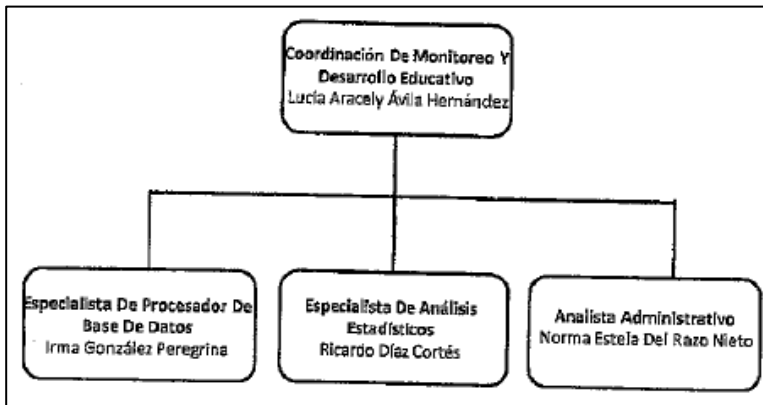 Coordinación De Monitoreo Y
Desarrollo Educativo
Lucía Aracely Ávila Hernández
Especialista De Procesador De
Base De Datos
Irma González Peregrina
Especialista De Análisis
Estadísticos
Ricardo Díaz Cortés
Analista Administrativo
Norma Estela Del Razo Nieto